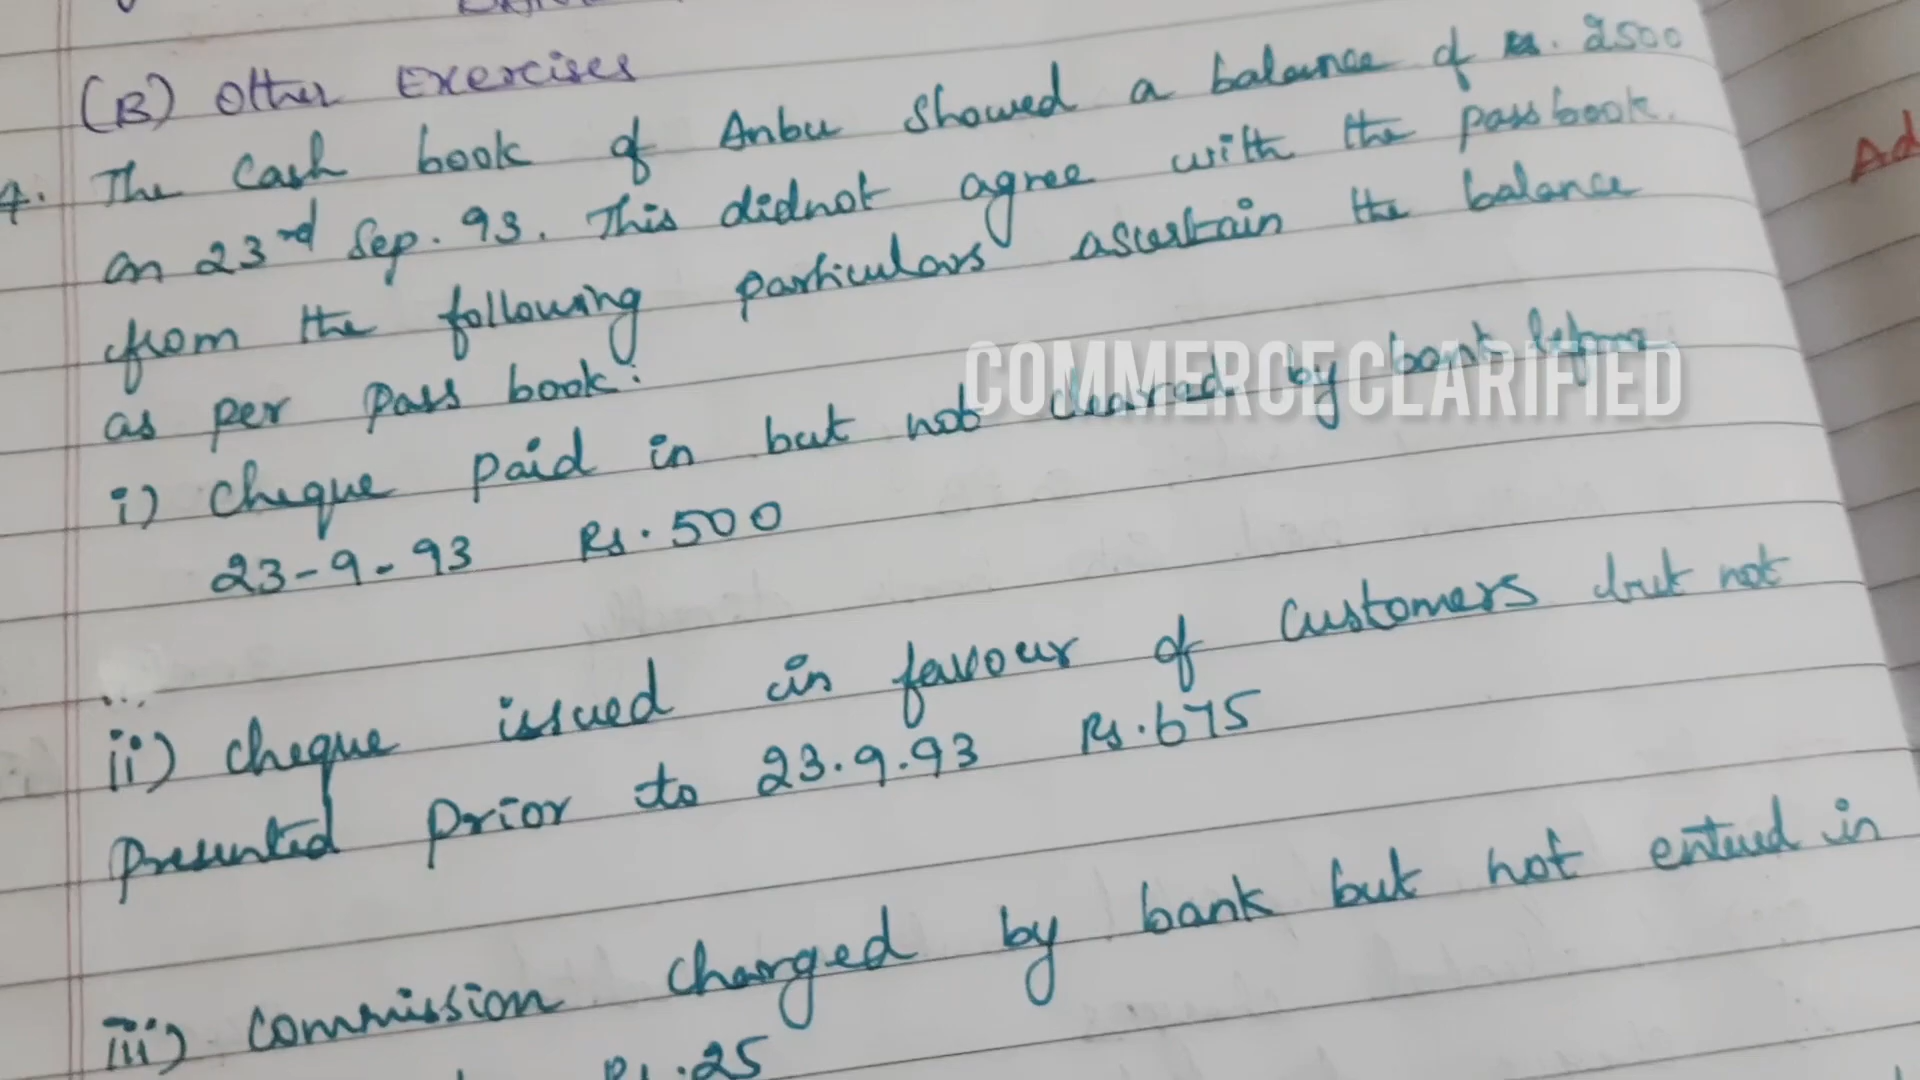 (B) Other Exercises
4. The Cash book of Anbu Showed a balance of Rs. 2500
on 23rd Sep. 93. This didnot agree with the passbook.
from the following particulars ascertain the balance
as per Pass book:
i) Cheque paid in but not cleared by bank before
COMMERCE CLARIFIED
23-9-93 Rs. 500
ii) Cheque issued in favour of Customers but not
Presented Prior to 23.9.93 Rs. 675
iii) Commission charged by bank but not entered in
Rs. 25
Ad